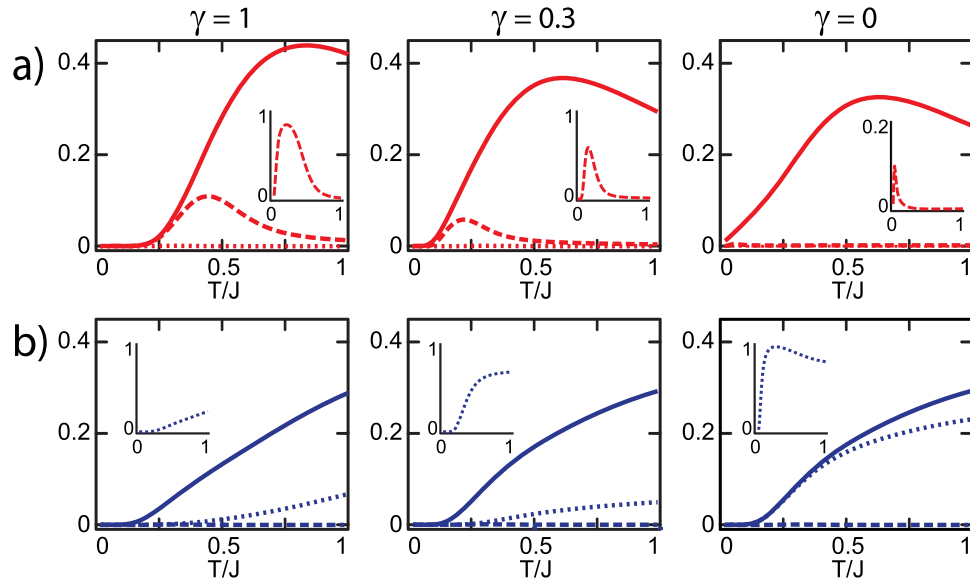 γ = 1 γ = 0.3 γ = 0
a)
0.4 0.4 0.4
0.2 0.2 0.2
0 0 0
1 1 0.2
0 0 0
0 1 0 1 0 1
0 0.5 1 0 0.5 1 0 0.5 1
T/J T/J T/J
b)
0.4 0.4 0.4
0.2 0.2 0.2
0 0 0
1 1 1
0 0 0
0 1 0 1 0 1
0 0.5 1 0 0.5 1 0 0.5 1
T/J T/J T/J